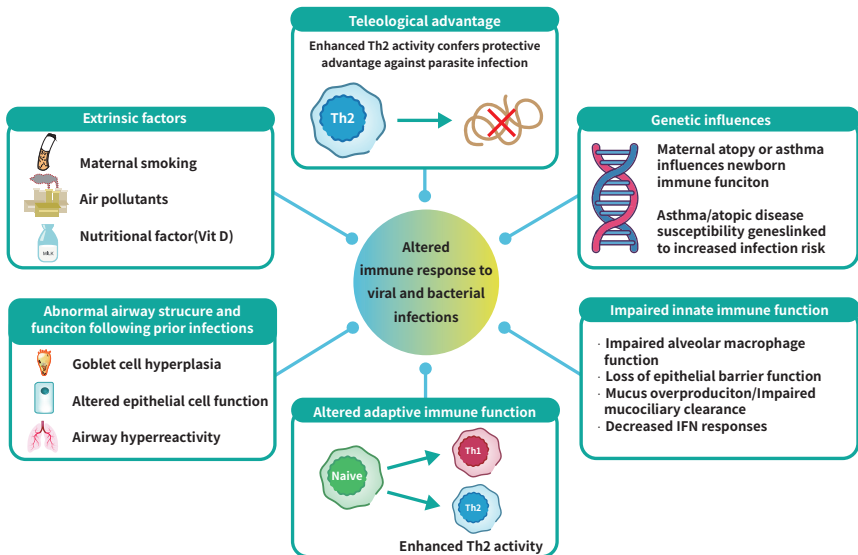 Teleological advantage
Enhanced Th2 activity confers protective
advantage against parasite infection
Th2
Extrinsic factors
Maternal smoking
Air pollutants
Nutritional factor(Vit D)
MILK
Genetic influences
Maternal atopy or asthma
influences newborn
immune funciton
Asthma/atopic disease
susceptibility geneslinked
to increased infection risk
Altered
immune response to
viral and bacterial
infections
Abnormal airway strucure and
funciton following prior infections
Goblet cell hyperplasia
Altered epithelial cell function
Airway hyperreactivity
Impaired innate immune function
· Impaired alveolar macrophage
function
· Loss of epithelial barrier function
· Mucus overproduciton/Impaired
mucociliary clearance
· Decreased IFN responses
Altered adaptive immune function
Naive
Th1
Th2
Enhanced Th2 activity